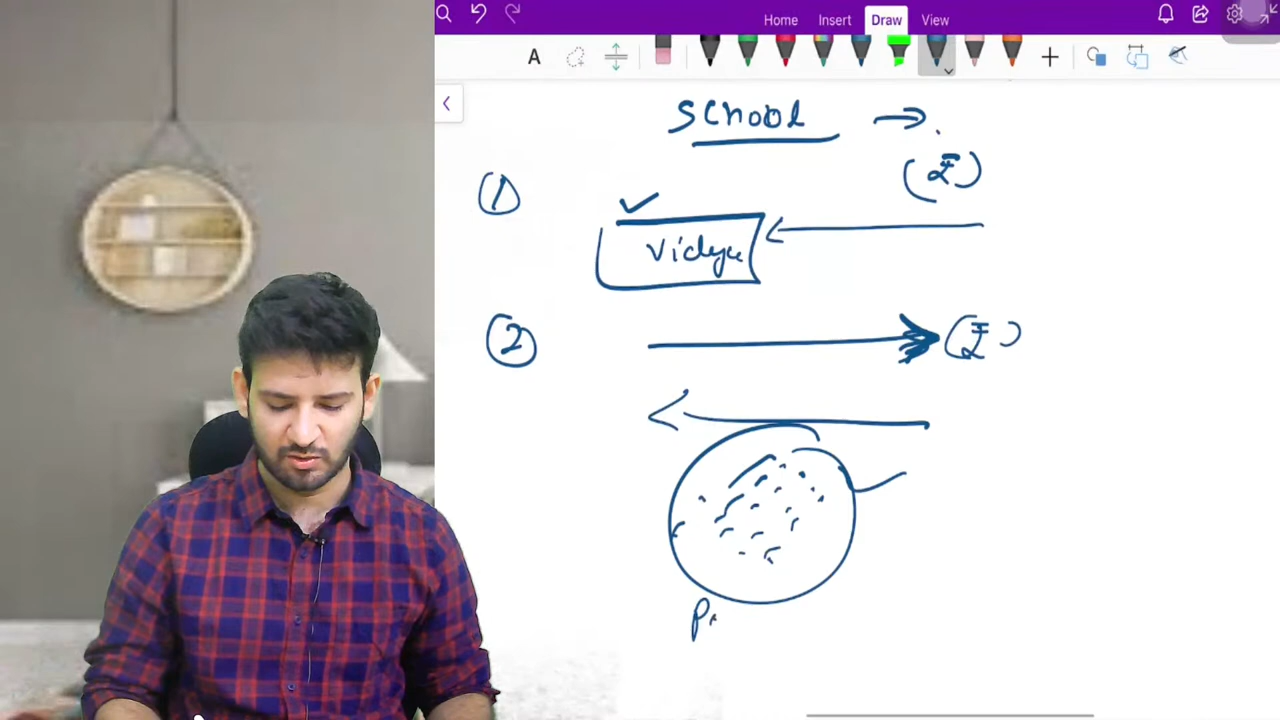 Home Insert Draw View
A
School →
(₹)
①
✓
Vidya
② (₹)